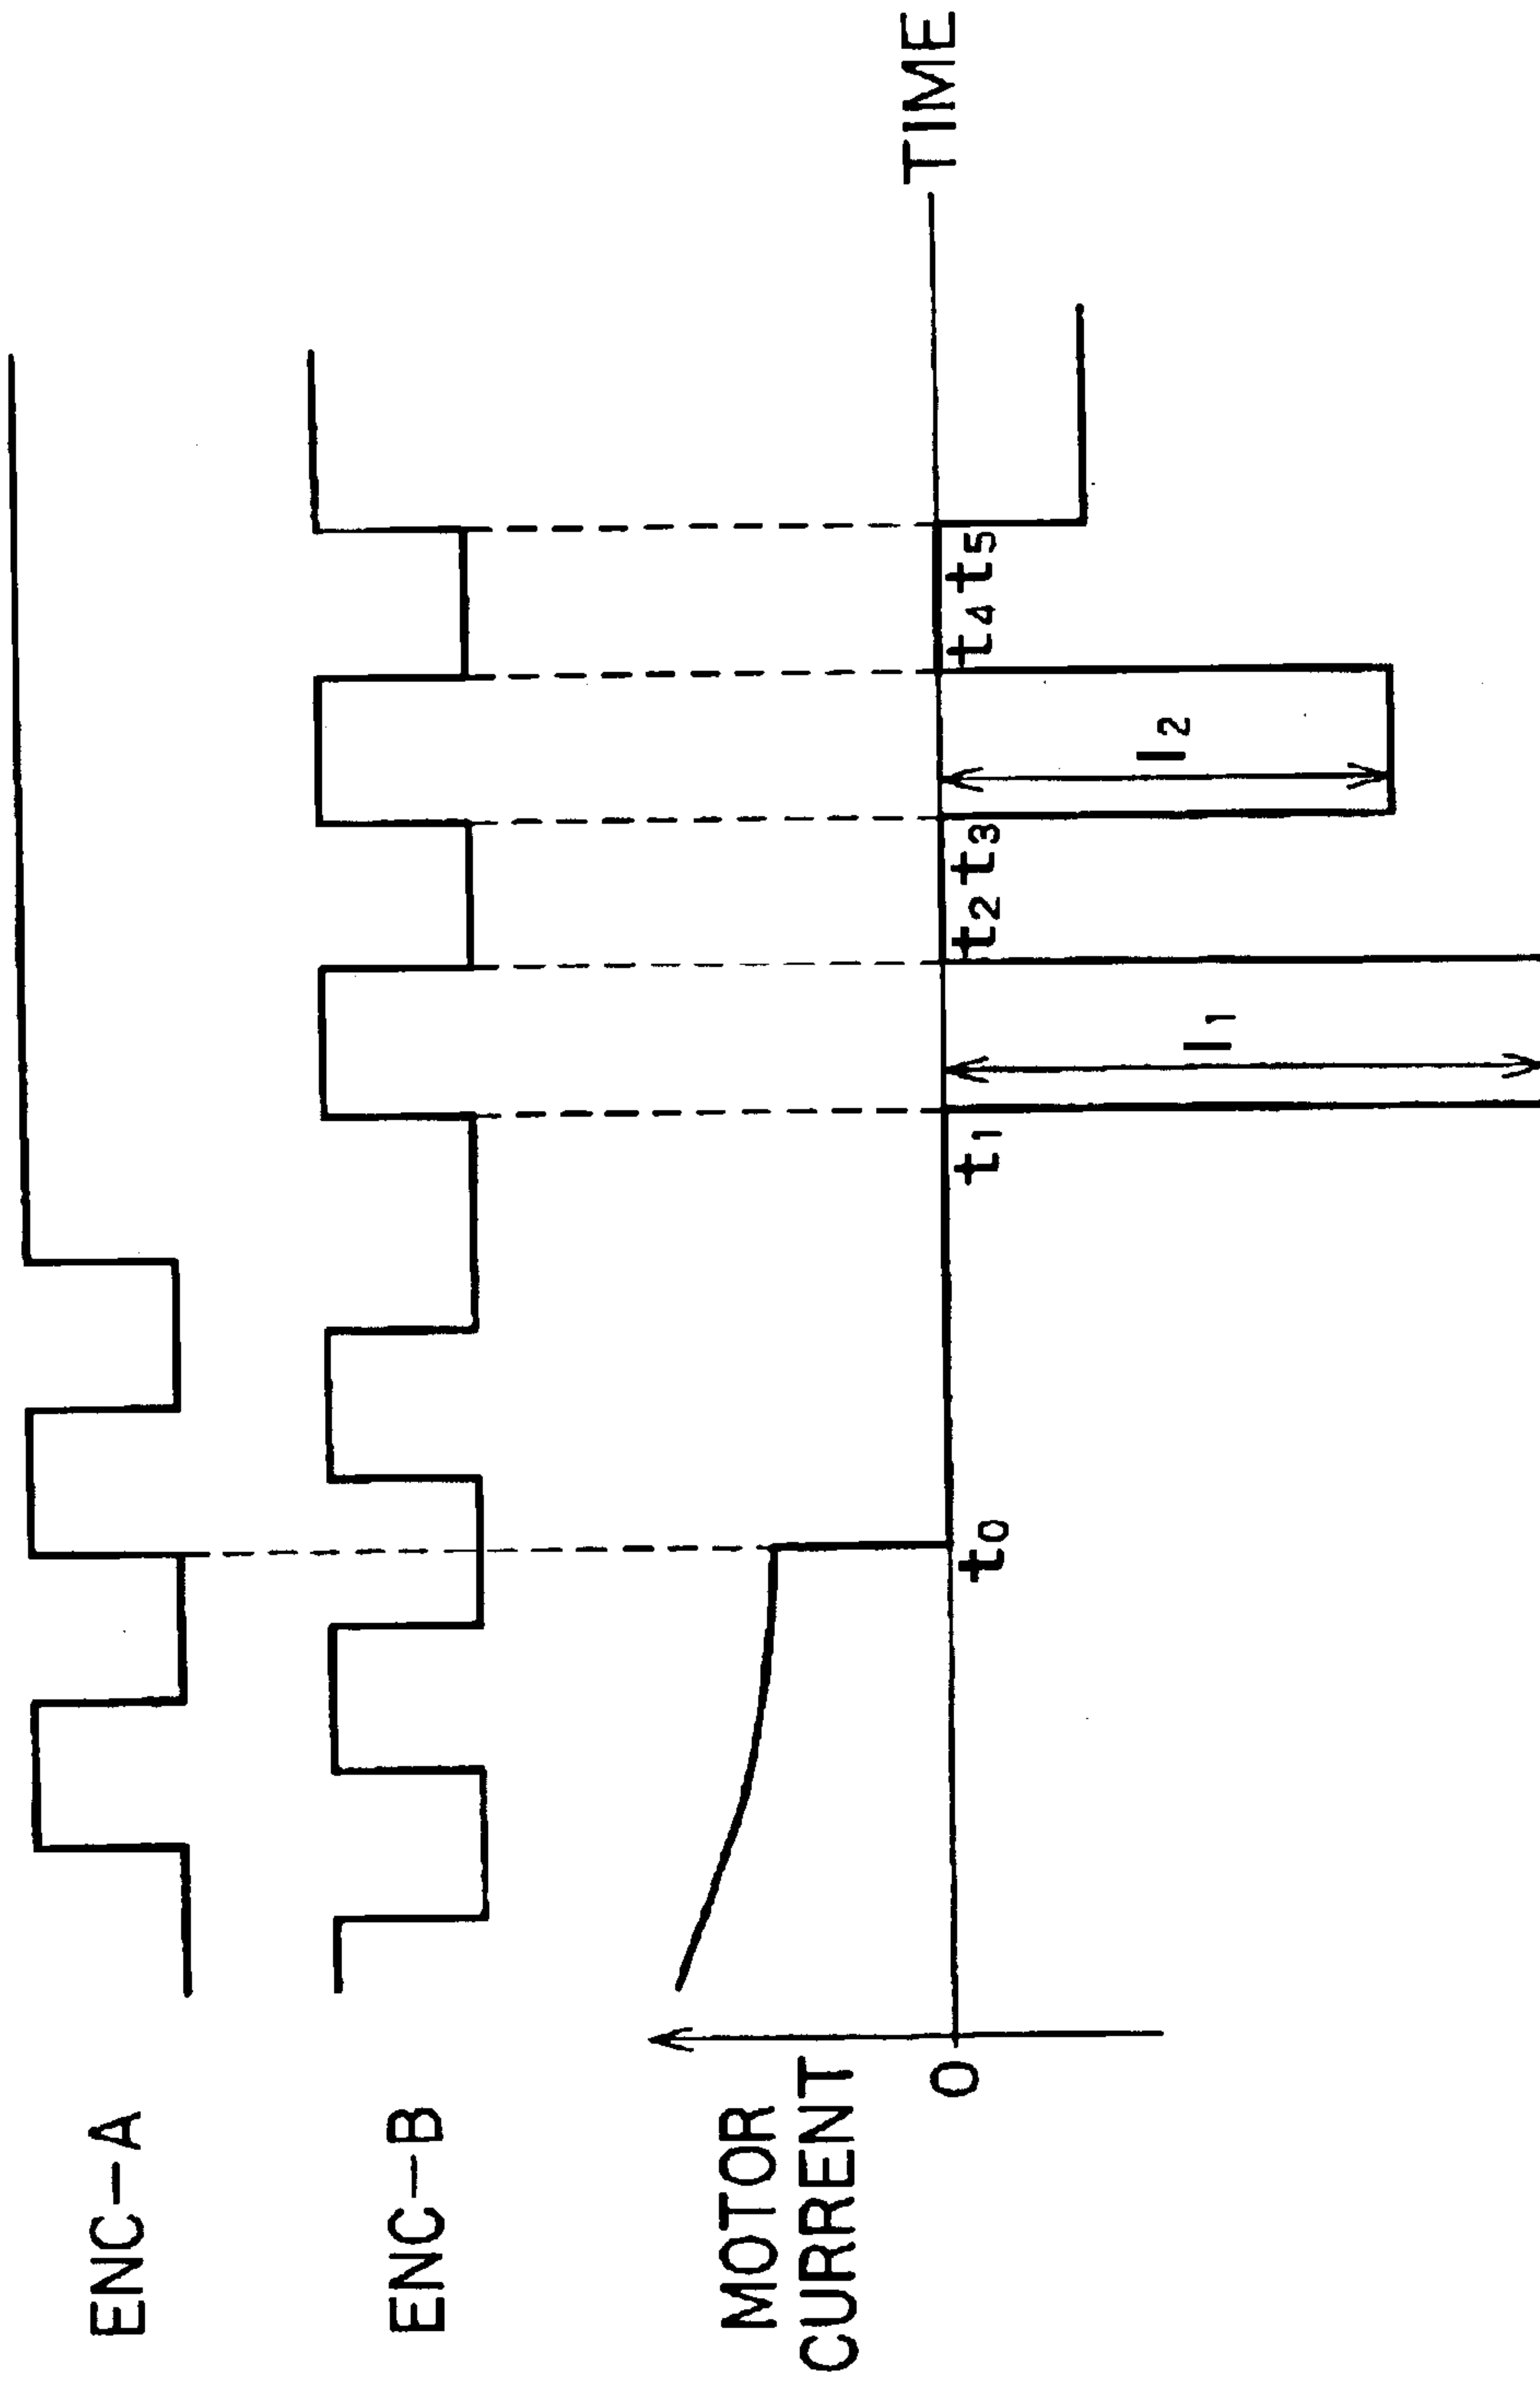 ENC-A
ENC-B
MOTOR
CURRENT
0
t0
t1
t2
t3
t4
t5
I1
I2
TIME